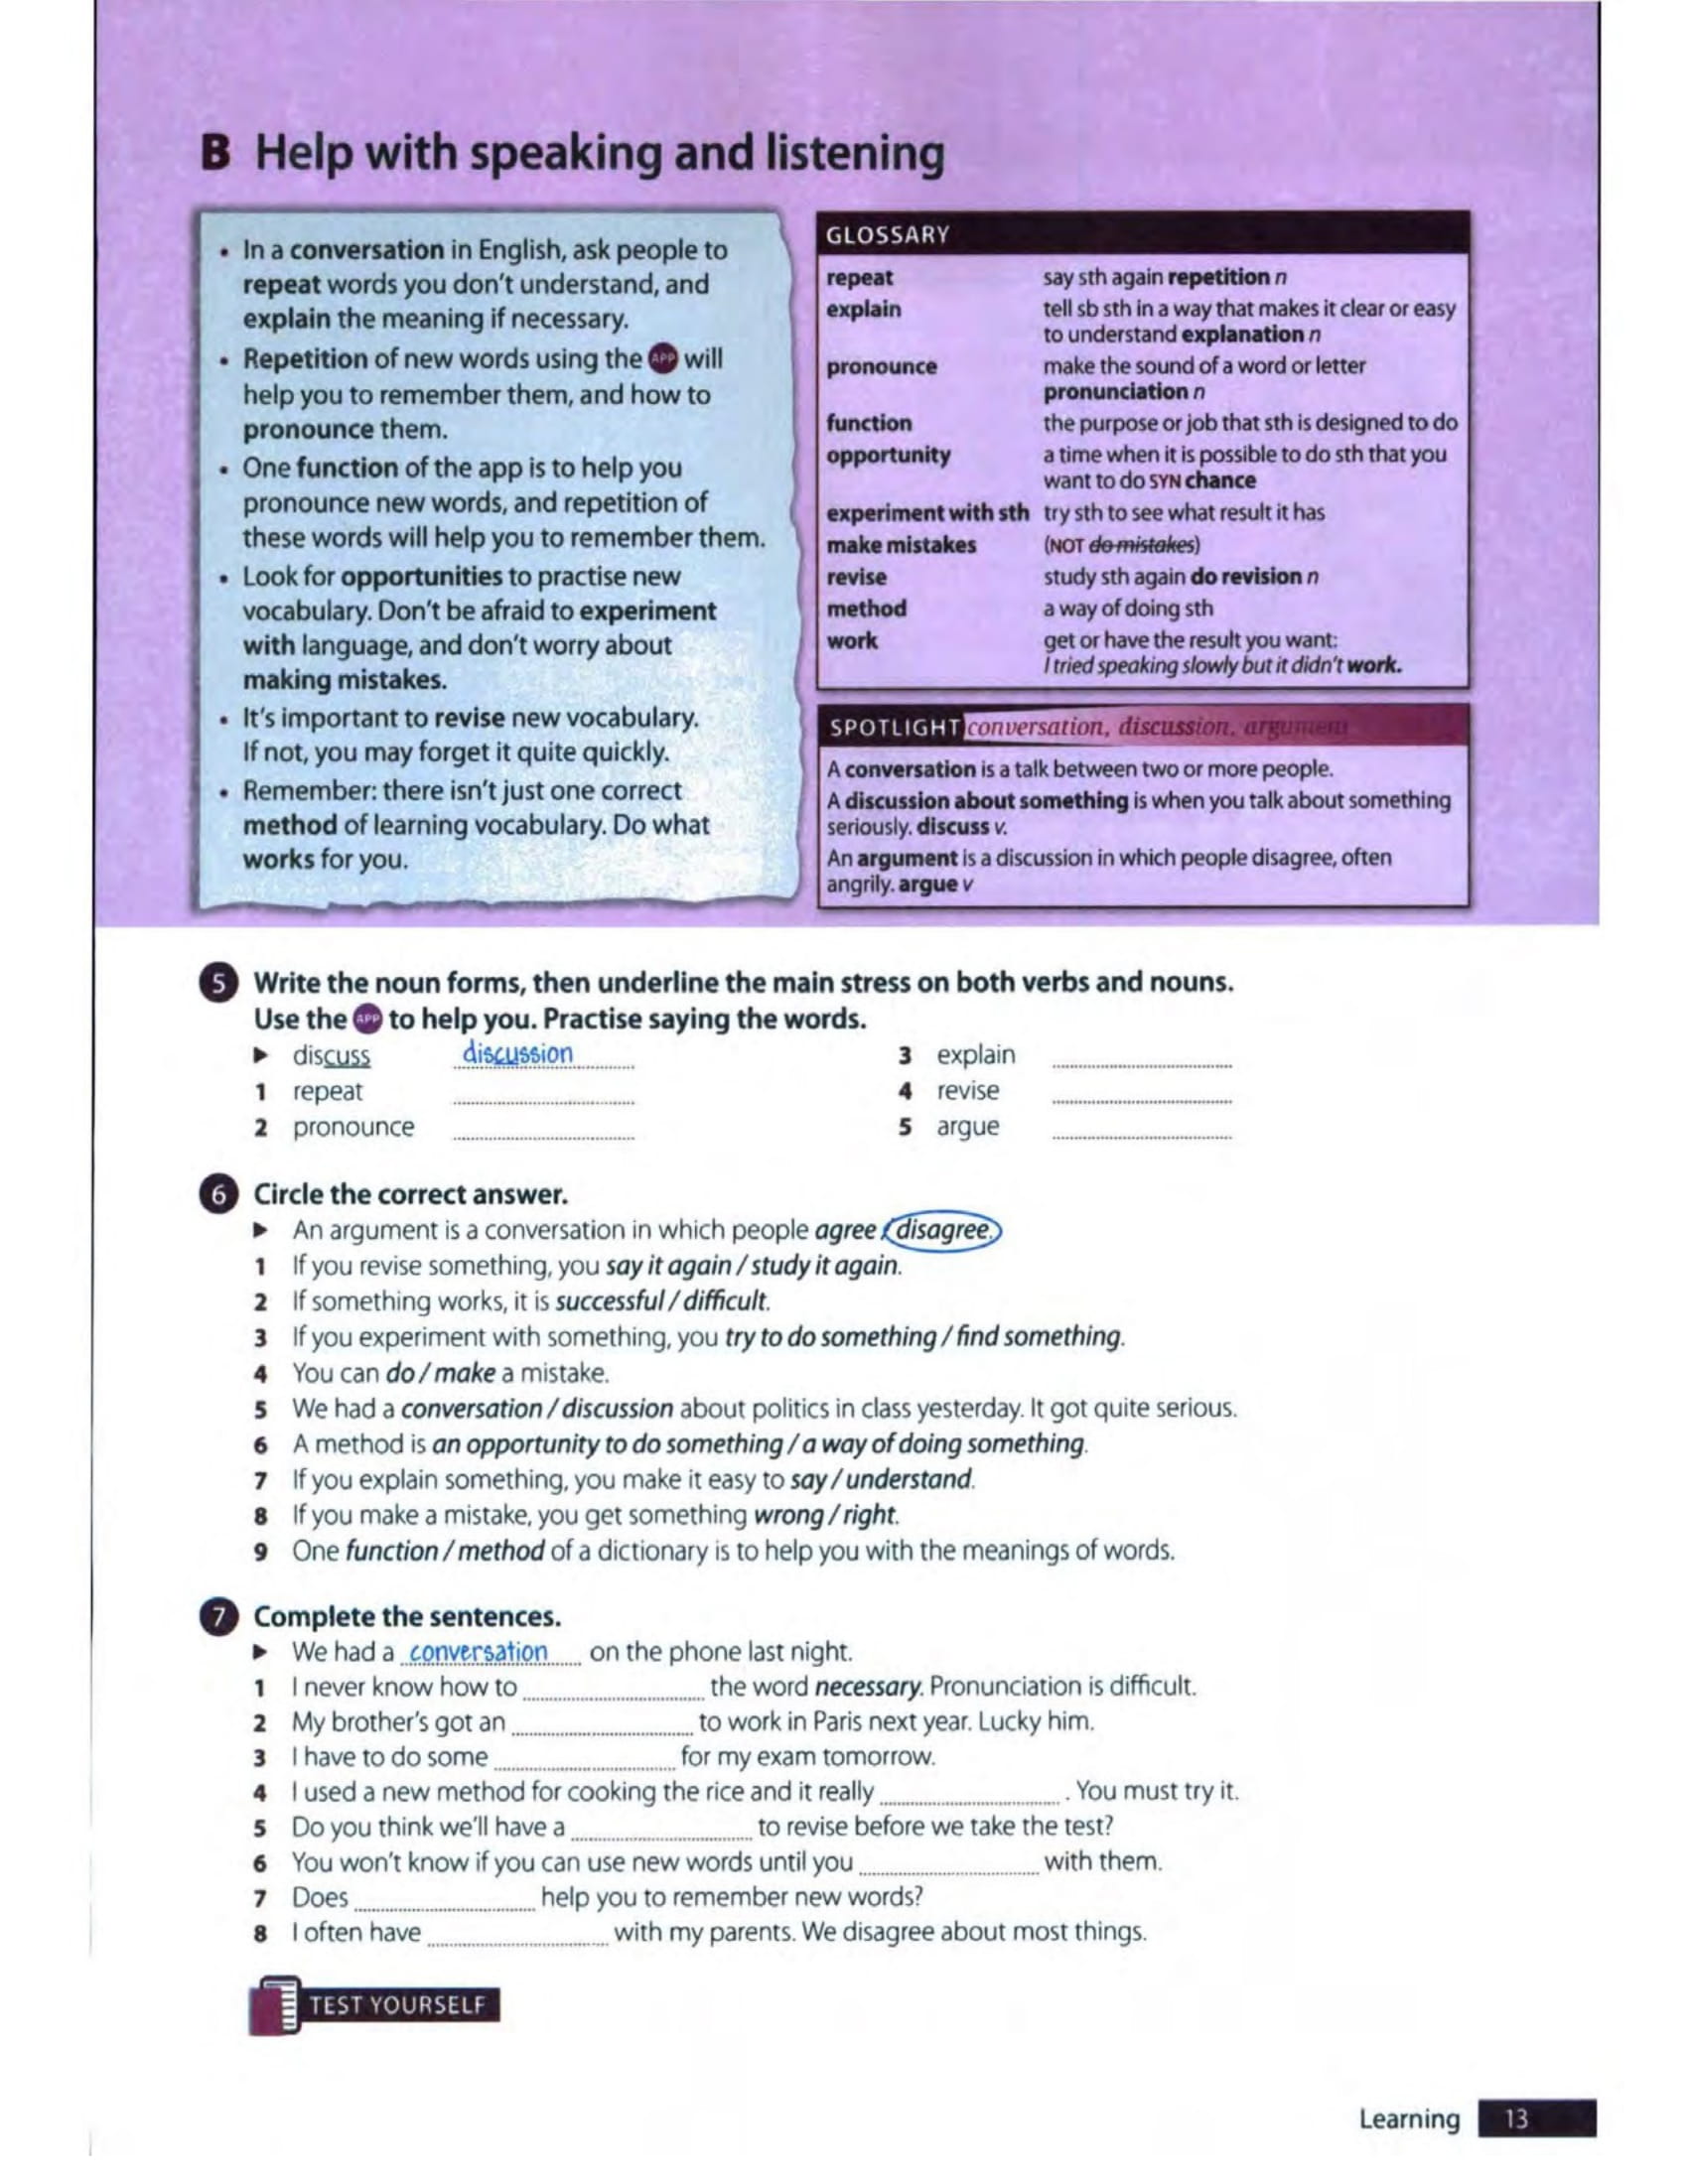 B Help with speaking and listening
• In a conversation in English, ask people to
repeat words you don't understand, and
explain the meaning if necessary.
• Repetition of new words using the APP will
help you to remember them, and how to
pronounce them.
• One function of the app is to help you
pronounce new words, and repetition of
these words will help you to remember them.
• Look for opportunities to practise new
vocabulary. Don't be afraid to experiment
with language, and don't worry about
making mistakes.
• It's important to revise new vocabulary.
If not, you may forget it quite quickly.
• Remember: there isn't just one correct
method of learning vocabulary. Do what
works for you.
GLOSSARY
repeat say sth again repetition n
explain tell sb sth in a way that makes it clear or easy
to understand explanation n
pronounce make the sound of a word or letter
pronunciation n
function the purpose or job that sth is designed to do
opportunity a time when it is possible to do sth that you
want to do SYN chance
experiment with sth try sth to see what result it has
make mistakes (NOT do mistakes)
revise study sth again do revision n
method a way of doing sth
work get or have the result you want:
I tried speaking slowly but it didn't work.
SPOTLIGHT conversation, discussion, argument
A conversation is a talk between two or more people.
A discussion about something is when you talk about something
seriously. discuss v.
An argument is a discussion in which people disagree, often
angrily. argue v
5 Write the noun forms, then underline the main stress on both verbs and nouns.
Use the APP to help you. Practise saying the words.
▶ discuss discussion
1 repeat
2 pronounce
3 explain
4 revise
5 argue
6 Circle the correct answer.
▶ An argument is a conversation in which people agree / disagree.
1 If you revise something, you say it again / study it again.
2 If something works, it is successful / difficult.
3 If you experiment with something, you try to do something / find something.
4 You can do / make a mistake.
5 We had a conversation / discussion about politics in class yesterday. It got quite serious.
6 A method is an opportunity to do something / a way of doing something.
7 If you explain something, you make it easy to say / understand.
8 If you make a mistake, you get something wrong / right.
9 One function / method of a dictionary is to help you with the meanings of words.
7 Complete the sentences.
▶ We had a conversation on the phone last night.
1 I never know how to ............ the word necessary. Pronunciation is difficult.
2 My brother's got an ............ to work in Paris next year. Lucky him.
3 I have to do some ............ for my exam tomorrow.
4 I used a new method for cooking the rice and it really ............ . You must try it.
5 Do you think we'll have a ............ to revise before we take the test?
6 You won't know if you can use new words until you ............ with them.
7 Does ............ help you to remember new words?
8 I often have ............ with my parents. We disagree about most things.
TEST YOURSELF
Learning 13